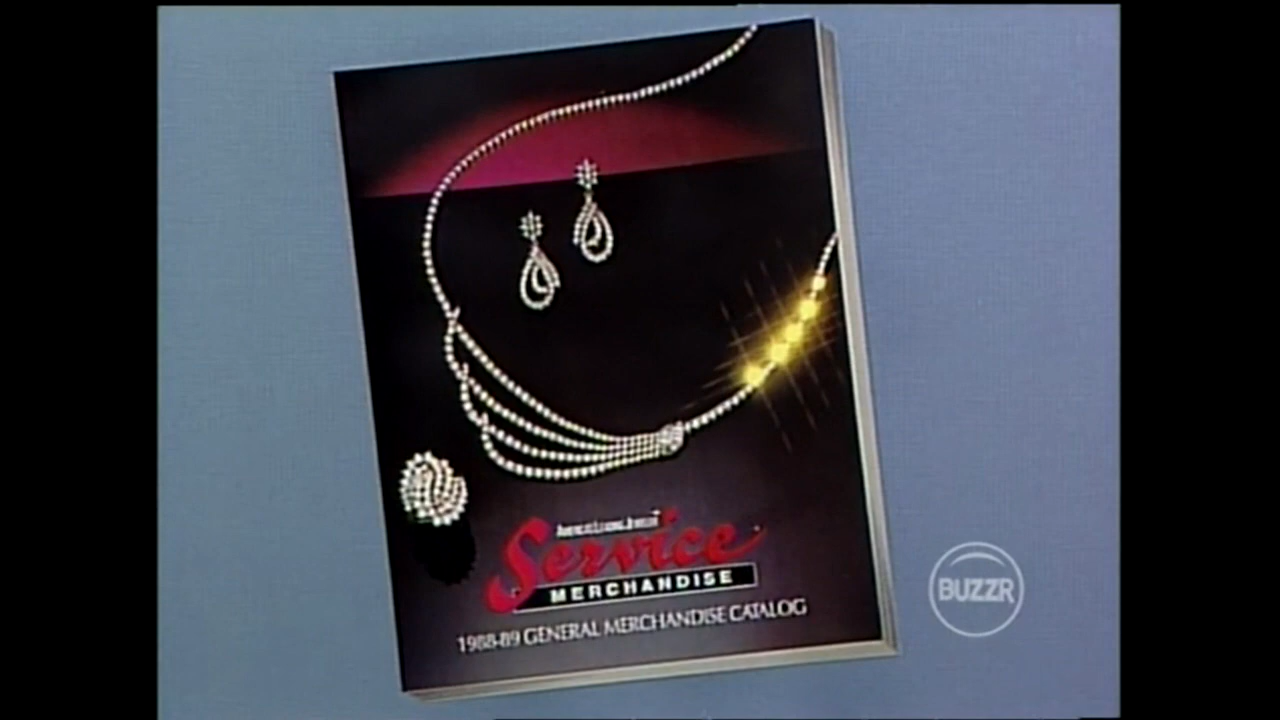 Service
MERCHANDISE
1988-89 GENERAL MERCHANDISE CATALOG
BUZZR